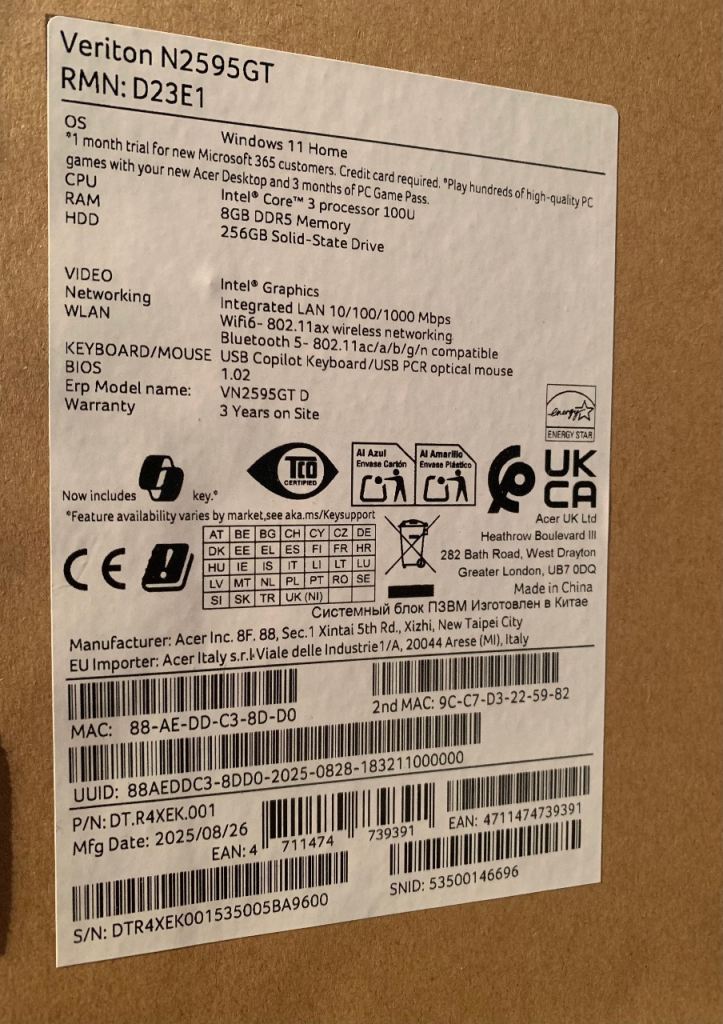 Veriton N2595GT
RMN: D23E1
OS Windows 11 Home
*1 month trial for new Microsoft 365 customers. Credit card required. *Play hundreds of high-quality PC
games with your new Acer Desktop and 3 months of PC Game Pass.
CPU Intel® Core™ 3 processor 100U
RAM 8GB DDR5 Memory
HDD 256GB Solid-State Drive
VIDEO Intel® Graphics
Networking Integrated LAN 10/100/1000 Mbps
WLAN Wifi6- 802.11ax wireless networking
Bluetooth 5- 802.11ac/a/b/g/n compatible
KEYBOARD/MOUSE USB Copilot Keyboard/USB PCR optical mouse
BIOS 1.02
Erp Model name: VN2595GT D
Warranty 3 Years on Site
energy
ENERGY STAR
Now includes key.*
TCO
CERTIFIED
Al Azul
Envase Cartón
Al Amarillo
Envase Plástico
UK
CA
*Feature availability varies by market,see aka.ms/Keysupport
CE
AT BE BG CH CY CZ DE
DK EE EL ES FI FR HR
HU IE IS IT LI LT LU
LV MT NL PL PT RO SE
SI SK TR UK (NI)
Acer UK Ltd
Heathrow Boulevard III
282 Bath Road, West Drayton
Greater London, UB7 0DQ
Made in China
Системный блок ПЗВМ Изготовлен в Китае
Manufacturer: Acer Inc. 8F, 88, Sec.1 Xintai 5th Rd., Xizhi, New Taipei City
EU Importer: Acer Italy s.r.l. Viale delle Industrie1/A, 20044 Arese (MI), Italy
MAC: 88-AE-DD-C3-8D-D0
2nd MAC: 9C-C7-D3-22-59-82
UUID: 88AEDDC3-8DD0-2025-0828-183211000000
P/N: DT.R4XEK.001
Mfg Date: 2025/08/26
EAN: 4 711474 739391
EAN: 4711474739391
S/N: DTR4XEK001535005BA9600
SNID: 53500146696